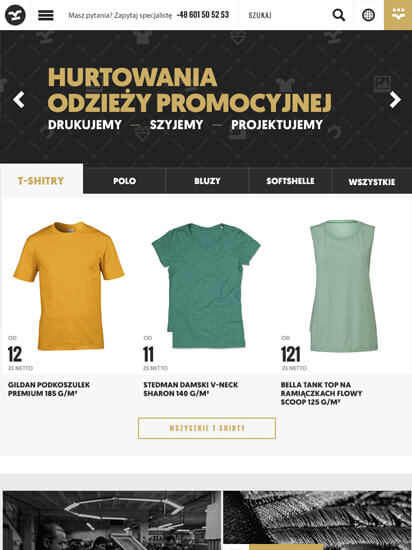 Masz pytania? Zapytaj specjalistę -48 601 50 52 53 SZUKAJ
HURTOWANIA
ODZIEŻY PROMOCYJNEJ
DRUKUJEMY — SZYJEMY — PROJEKTUJEMY
T-SHITRY POLO BLUZY SOFTSHELLE WSZYSTKIE
OD
12
ZŁ NETTO
GILDAN PODKOSZULEK
PREMIUM 185 G/M²
OD
11
ZŁ NETTO
STEDMAN DAMSKI V-NECK
SHARON 140 G/M²
OD
121
ZŁ NETTO
BELLA TANK TOP NA
RAMIĄCZKACH FLOWY
SCOOP 125 G/M²
WSZYSTKIE T-SHIRTY